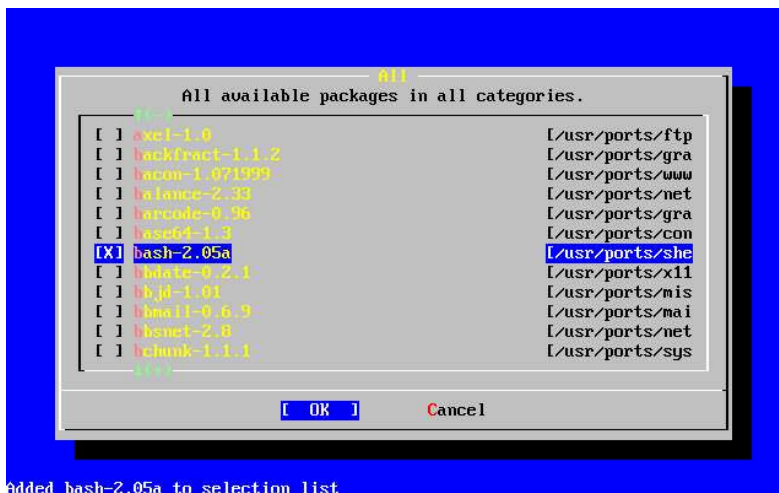 All
All available packages in all categories.
[ ] axel-1.0 [/usr/ports/ftp
[ ] backfract-1.1.2 [/usr/ports/gra
[ ] bacon-1.071999 [/usr/ports/www
[ ] balance-2.33 [/usr/ports/net
[ ] barcode-0.96 [/usr/ports/gra
[ ] base64-1.3 [/usr/ports/con
[X] bash-2.05a [/usr/ports/she
[ ] bbdate-0.2.1 [/usr/ports/x11
[ ] bbjd-1.01 [/usr/ports/mis
[ ] bbmail-0.6.9 [/usr/ports/mai
[ ] bbsnet-2.8 [/usr/ports/net
[ ] bchunk-1.1.1 [/usr/ports/sys
[ OK ] Cancel
Added bash-2.05a to selection list